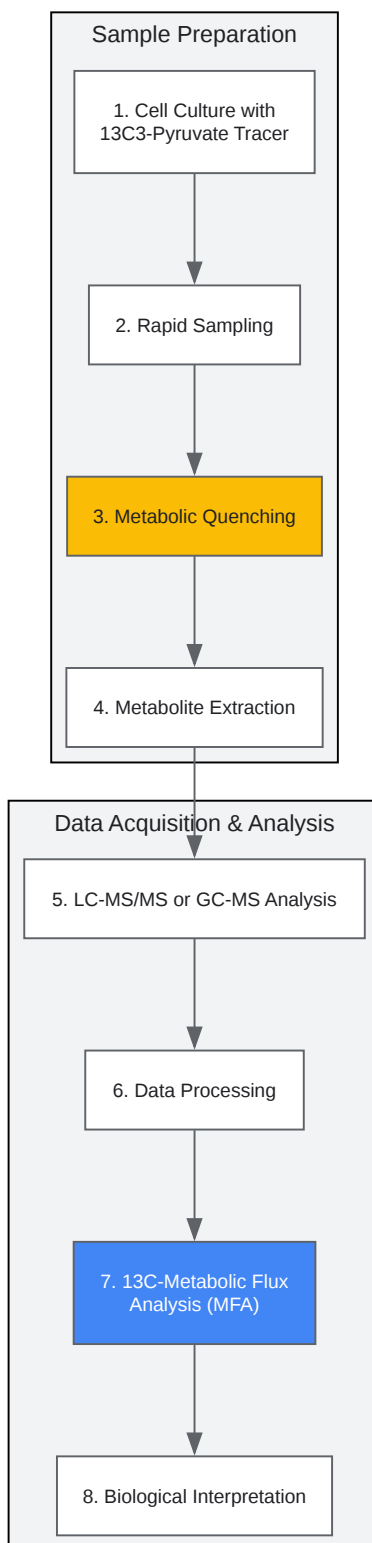 Sample Preparation
1. Cell Culture with
13C3-Pyruvate Tracer
2. Rapid Sampling
3. Metabolic Quenching
4. Metabolite Extraction
Data Acquisition & Analysis
5. LC-MS/MS or GC-MS Analysis
6. Data Processing
7. 13C-Metabolic Flux
Analysis (MFA)
8. Biological Interpretation